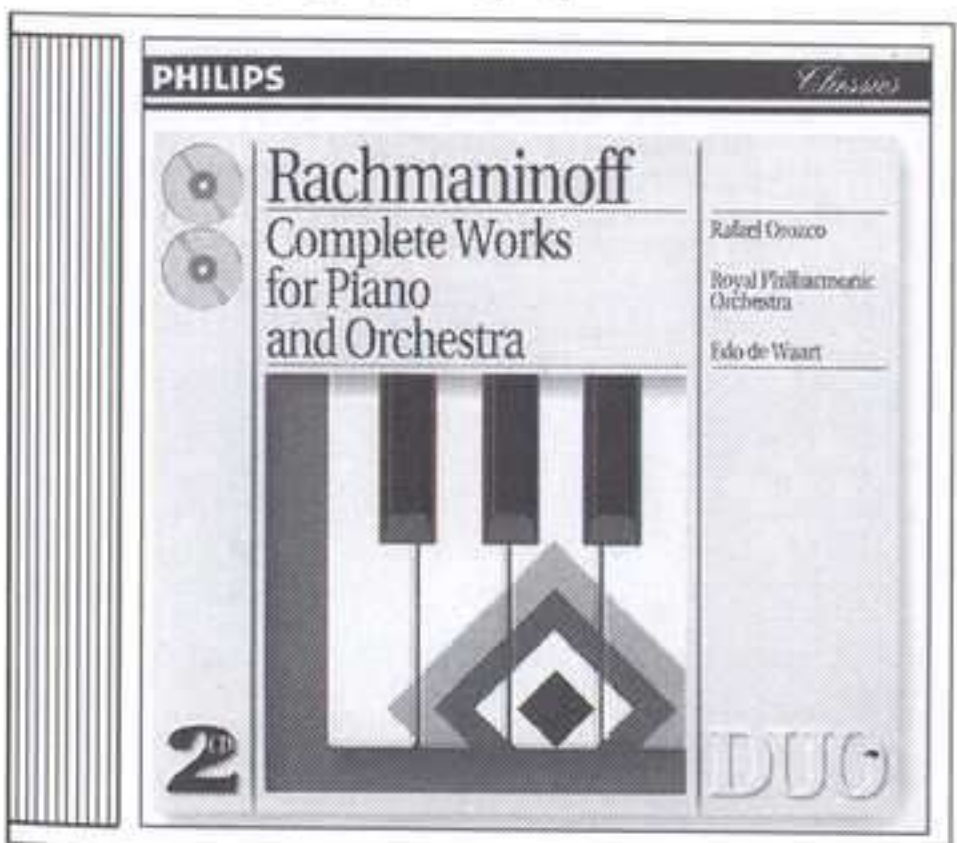 PHILIPS
Classics
Rachmaninoff
Complete Works
for Piano
and Orchestra
Rafael Orozco
Royal Philharmonic
Orchestra
Edo de Waart
2
CD
DUO